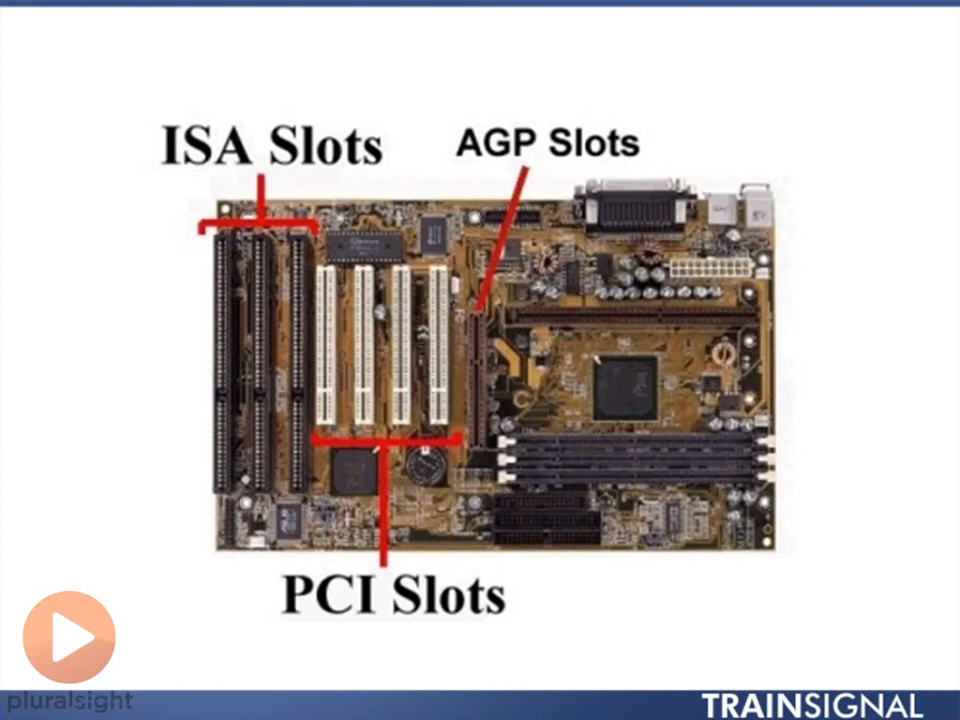 ISA Slots
AGP Slots
PCI Slots
pluralsight
TRAINSIGNAL